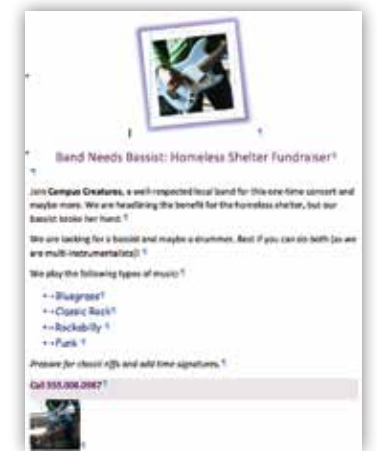 Band Needs Bassist: Homeless Shelter Fundraiser¶
¶
Join Campus Creatures, a well-respected local band for this one-time concert and
maybe more. We are headlining the benefit for the homeless shelter, but our
bassist broke her hand.¶
We are looking for a bassist and maybe a drummer. Best if you can do both (as we
are multi-instrumentalists)!¶
We play the following types of music¶
• Bluegrass¶
• Classic Rock¶
• Rockabilly¶
• Funk¶
Prepare for classic riffs and odd time signatures.¶
Call 555.006.0987¶